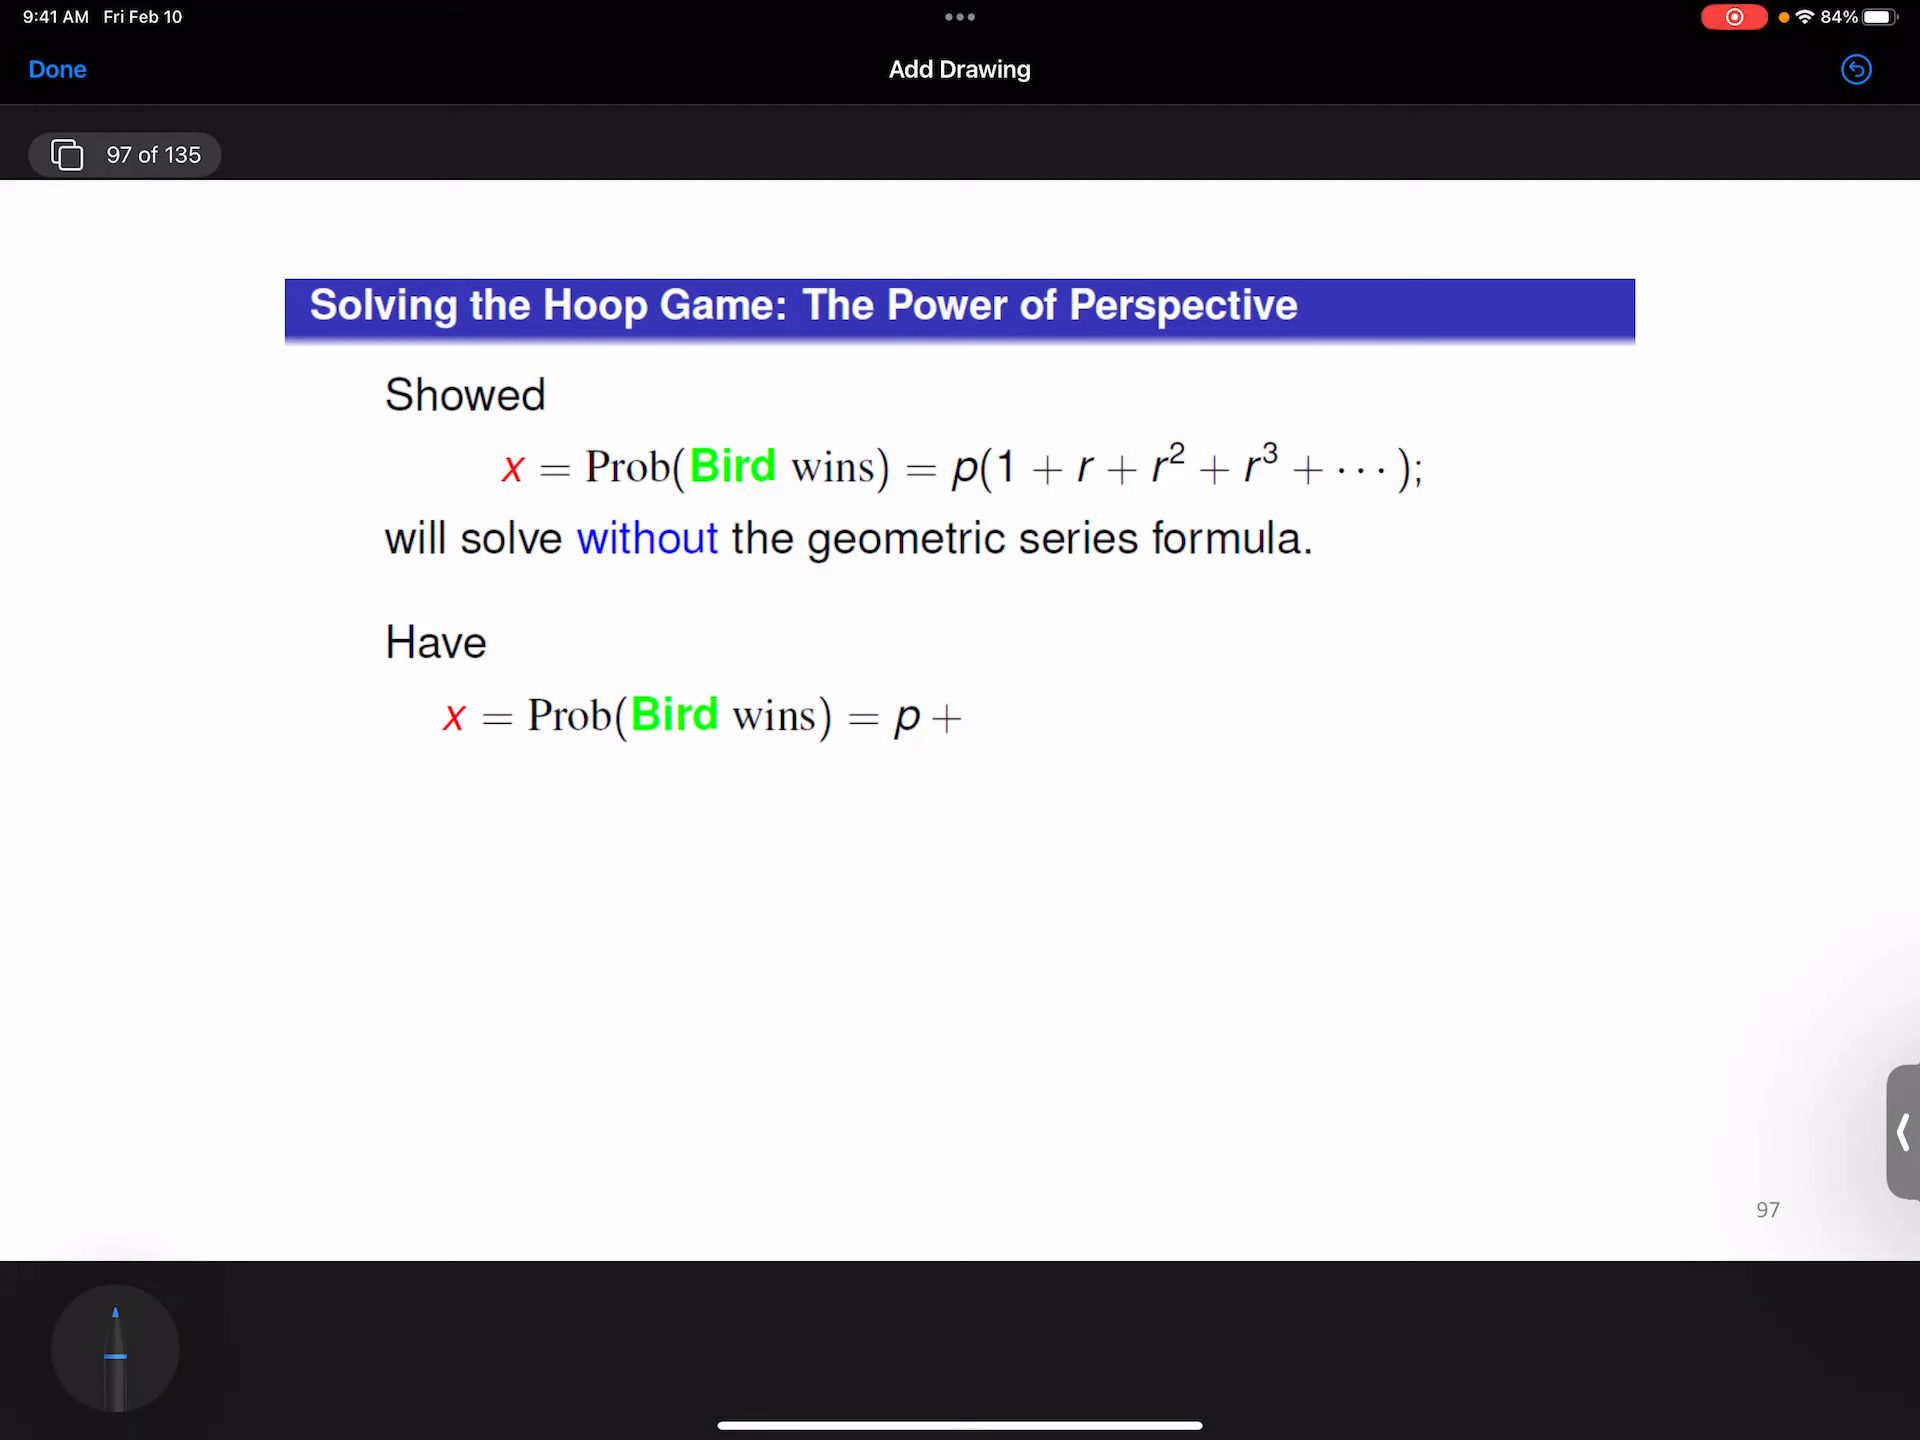 9:41 AM Fri Feb 10
84%
Done
Add Drawing
97 of 135
Solving the Hoop Game: The Power of Perspective
Showed
x = Prob(Bird wins) = p(1 + r + r² + r³ + ⋯);
will solve without the geometric series formula.
Have
x = Prob(Bird wins) = p +
97